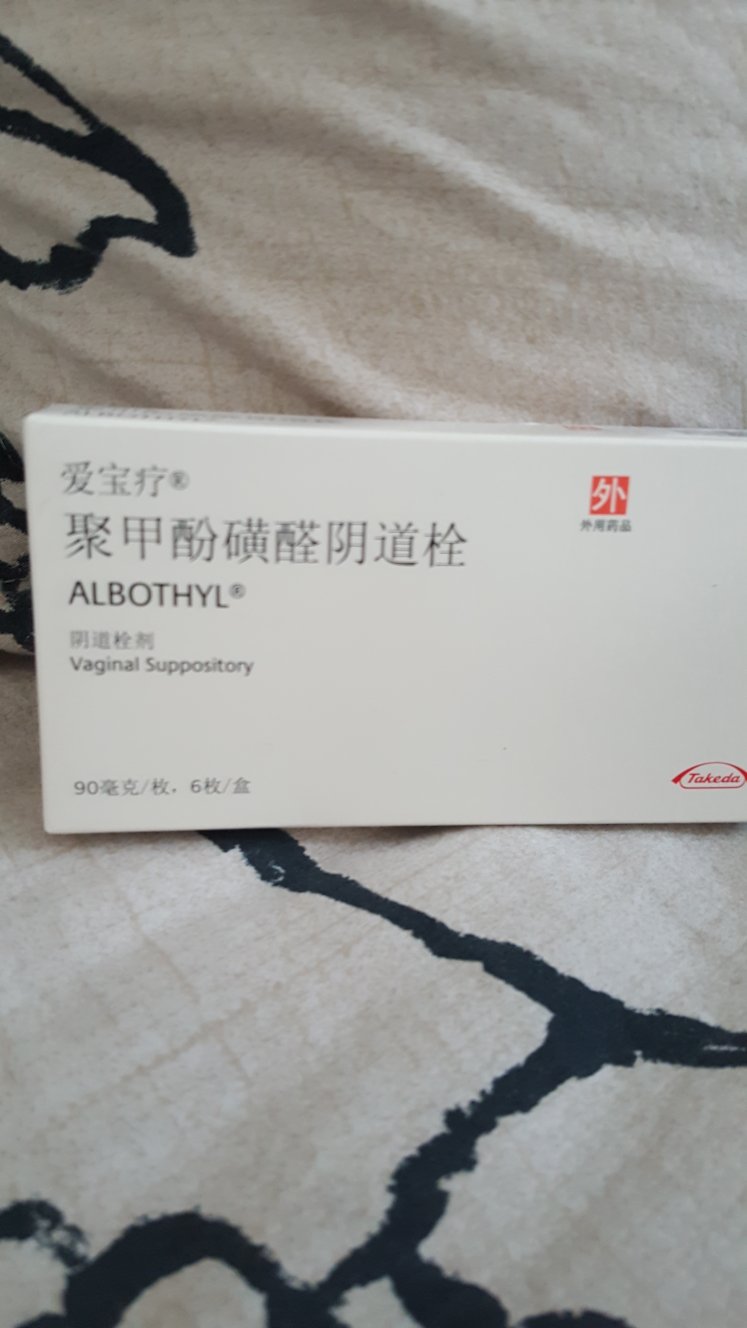 爱宝疗®
聚甲酚磺醛阴道栓
ALBOTHYL®
阴道栓剂
Vaginal Suppository
90毫克/枚，6枚/盒
外
外用药品
Takeda